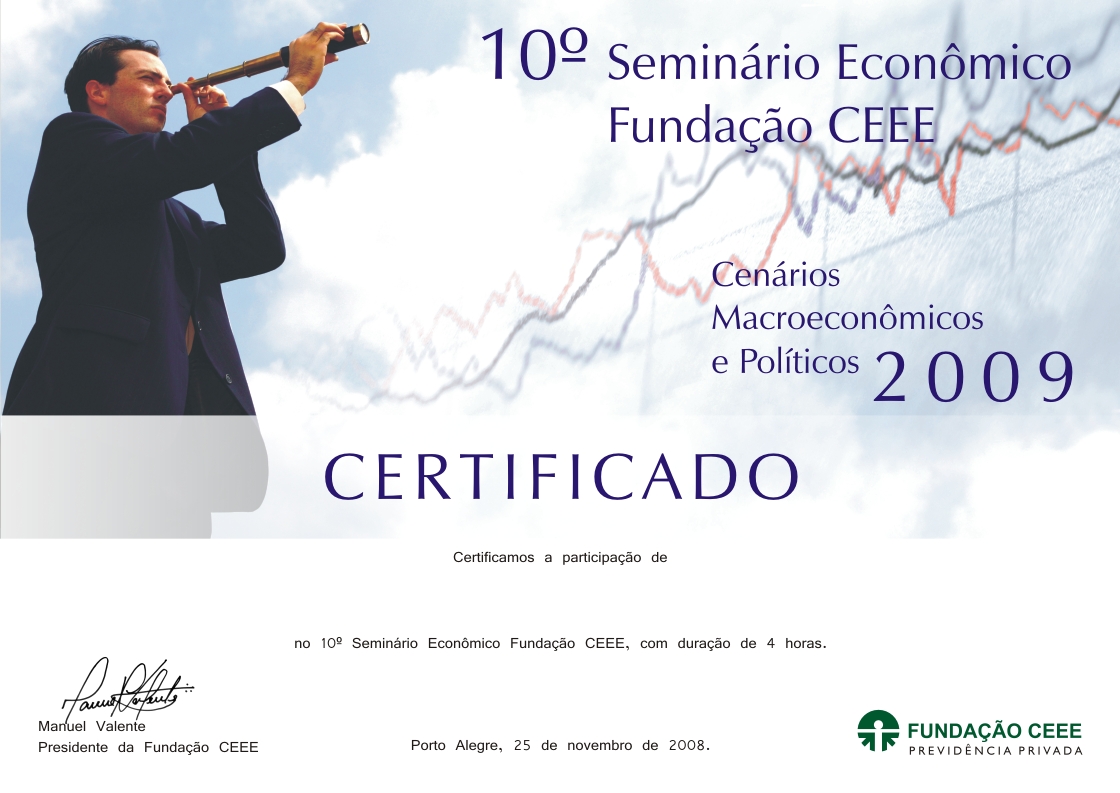 10º Seminário Econômico
Fundação CEEE
Cenários
Macroeconômicos
e Políticos 2009
CERTIFICADO
Certificamos a participação de
no 10º Seminário Econômico Fundação CEEE, com duração de 4 horas.
Manuel Valente
Presidente da Fundação CEEE
Porto Alegre, 25 de novembro de 2008.
FUNDAÇÃO CEEE
PREVIDÊNCIA PRIVADA